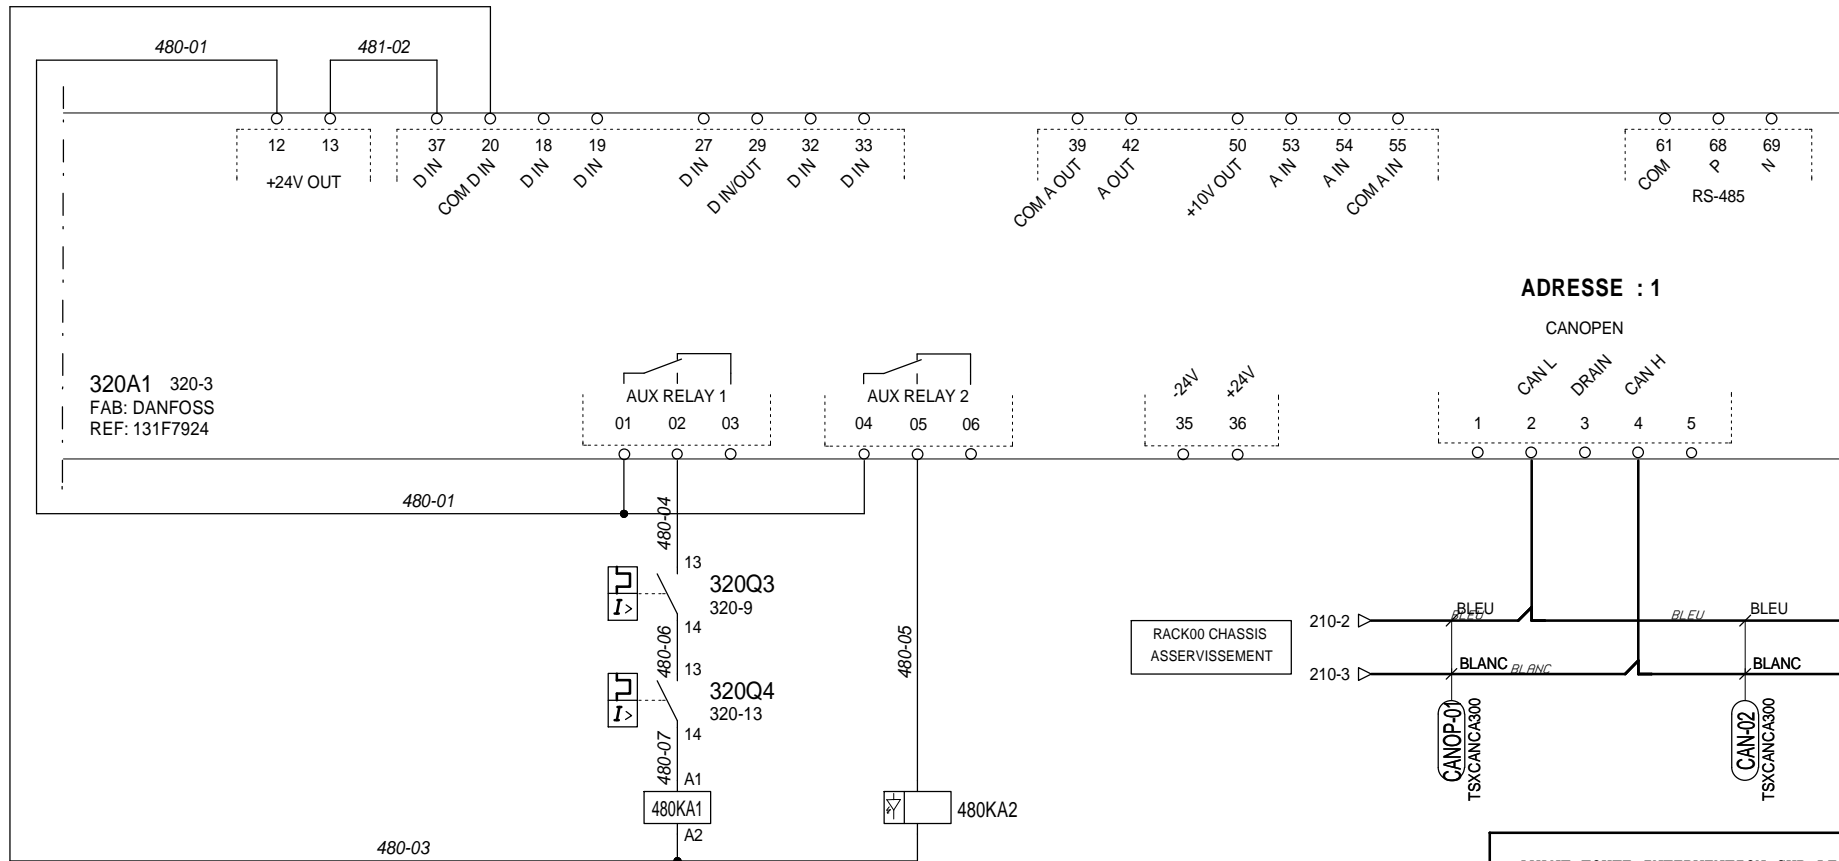 480-01
481-02
12 13
+24V OUT
37 20 18 19 27 29 32 33
D IN
COM D IN
D IN
D IN
D IN
D IN/OUT
D IN
D IN
39 42 50 53 54 55
COM A OUT
A OUT
+10V OUT
A IN
A IN
COM A IN
61 68 69
COM
P
N
RS-485
ADRESSE : 1
CANOPEN
CAN L
DRAIN
CAN H
1 2 3 4 5
320A1 320-3
FAB: DANFOSS
REF: 131F7924
AUX RELAY 1
01 02 03
AUX RELAY 2
04 05 06
-24V
+24V
35 36
480-01
480-04
13
320Q3
I> 320-9
14
480-06
13
320Q4
I> 320-13
14
480-07
A1
480KA1
A2
480-05
480KA2
480-03
RACK00 CHASSIS
ASSERVISSEMENT
210-2
BLEU
BLEU
BLEU
BLEU
210-3
BLANC
BLANC
BLANC
CANOP-01
TSXCANCA300
CAN-02
TSXCANCA300